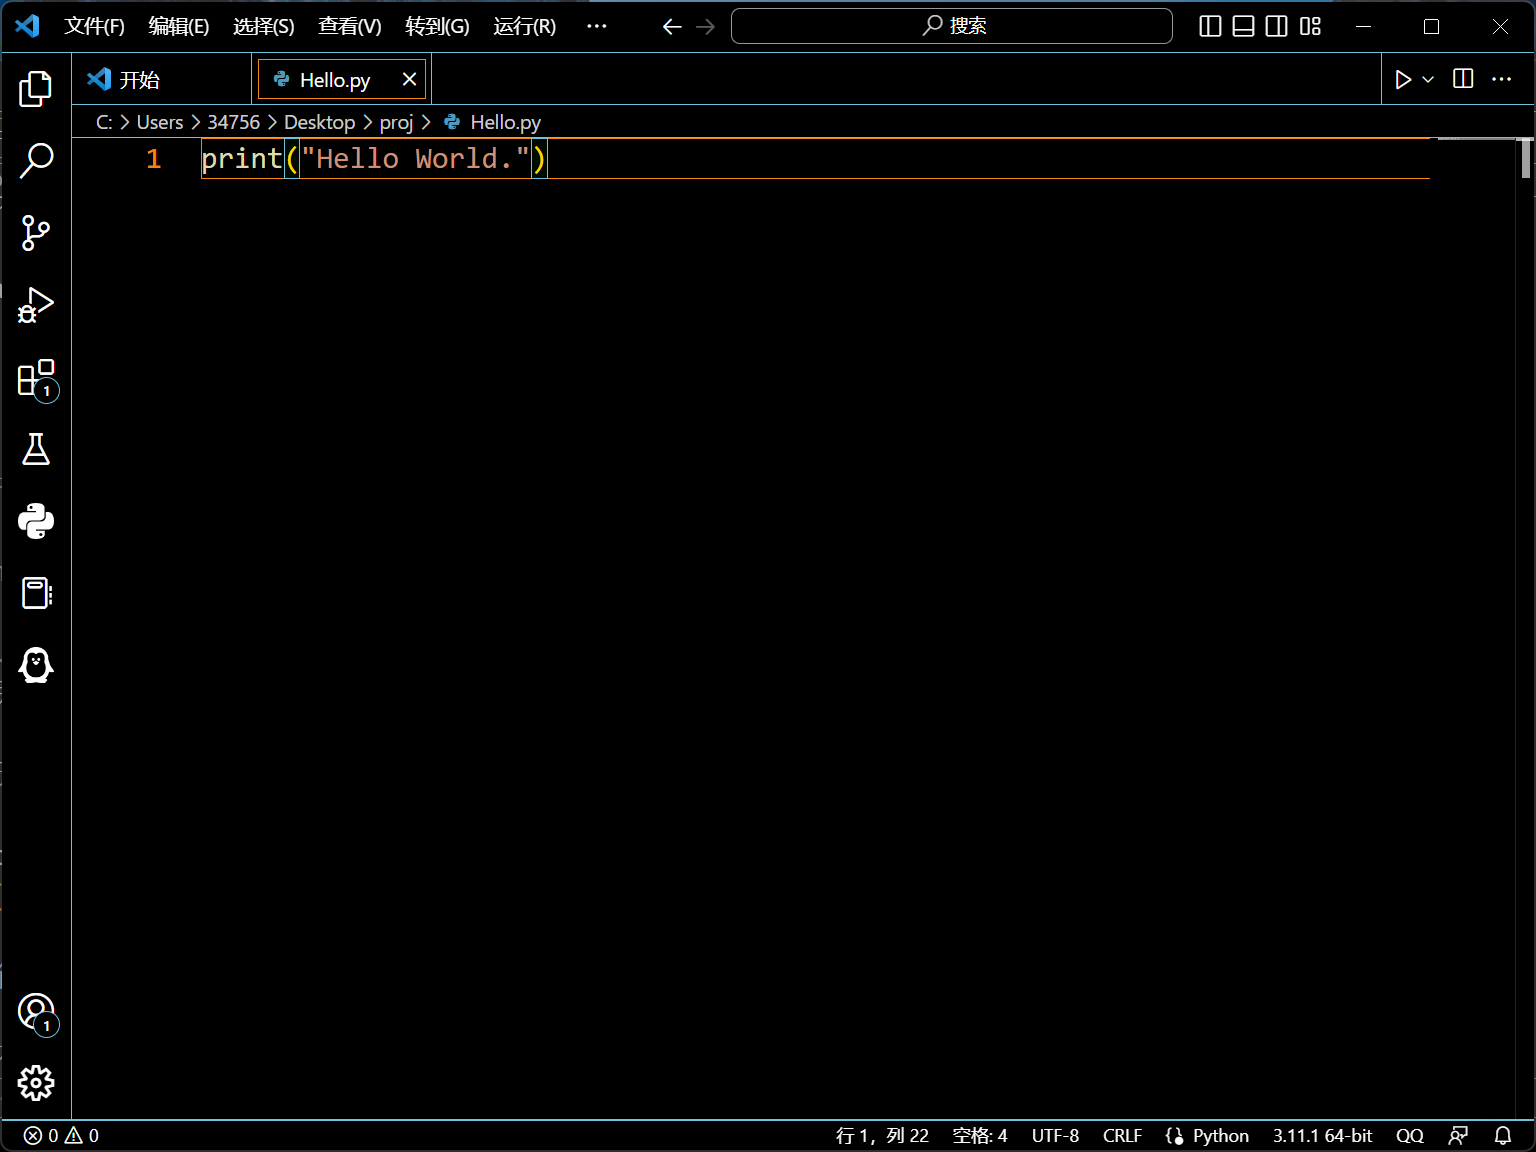 文件(F) 编辑(E) 选择(S) 查看(V) 转到(G) 运行(R) ··· 搜索
开始 Hello.py
C: > Users > 34756 > Desktop > proj > Hello.py
1 print("Hello World.")
1
1
0 0 行 1，列 22 空格: 4 UTF-8 CRLF Python 3.11.1 64-bit QQ